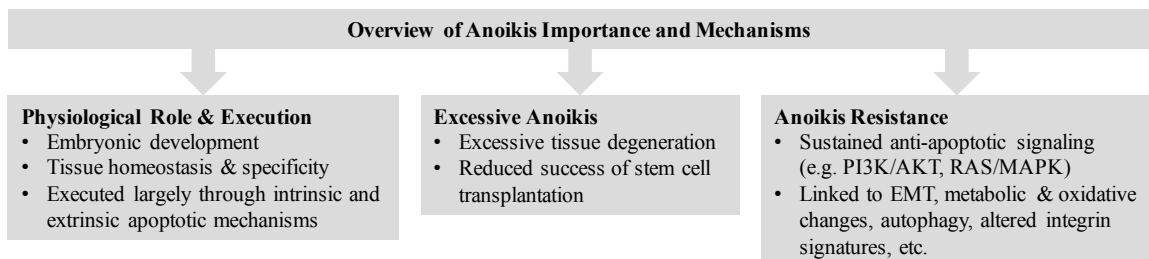 Overview of Anoikis Importance and Mechanisms
Physiological Role & Execution
• Embryonic development
• Tissue homeostasis & specificity
• Executed largely through intrinsic and
extrinsic apoptotic mechanisms
Excessive Anoikis
• Excessive tissue degeneration
• Reduced success of stem cell
transplantation
Anoikis Resistance
• Sustained anti-apoptotic signaling
(e.g. PI3K/AKT, RAS/MAPK)
• Linked to EMT, metabolic & oxidative
changes, autophagy, altered integrin
signatures, etc.